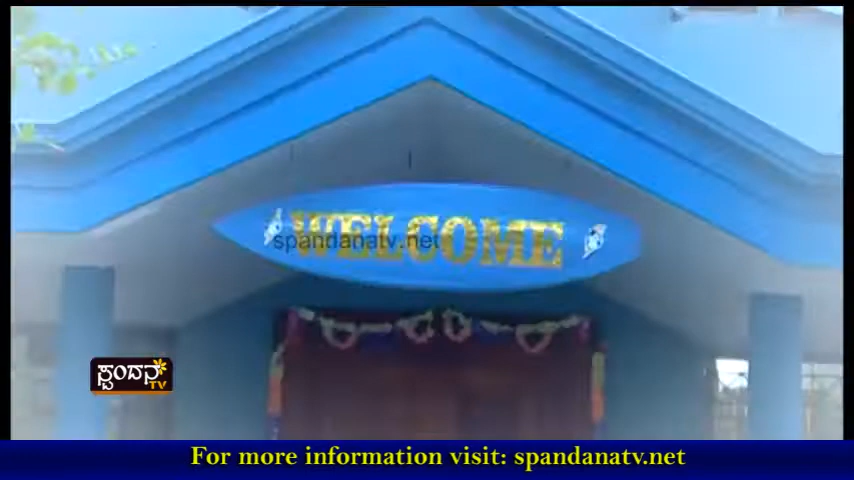 WELCOME
spandanatv.net
ಸ್ಪಂದನ
TV
For more information visit: spandanatv.net